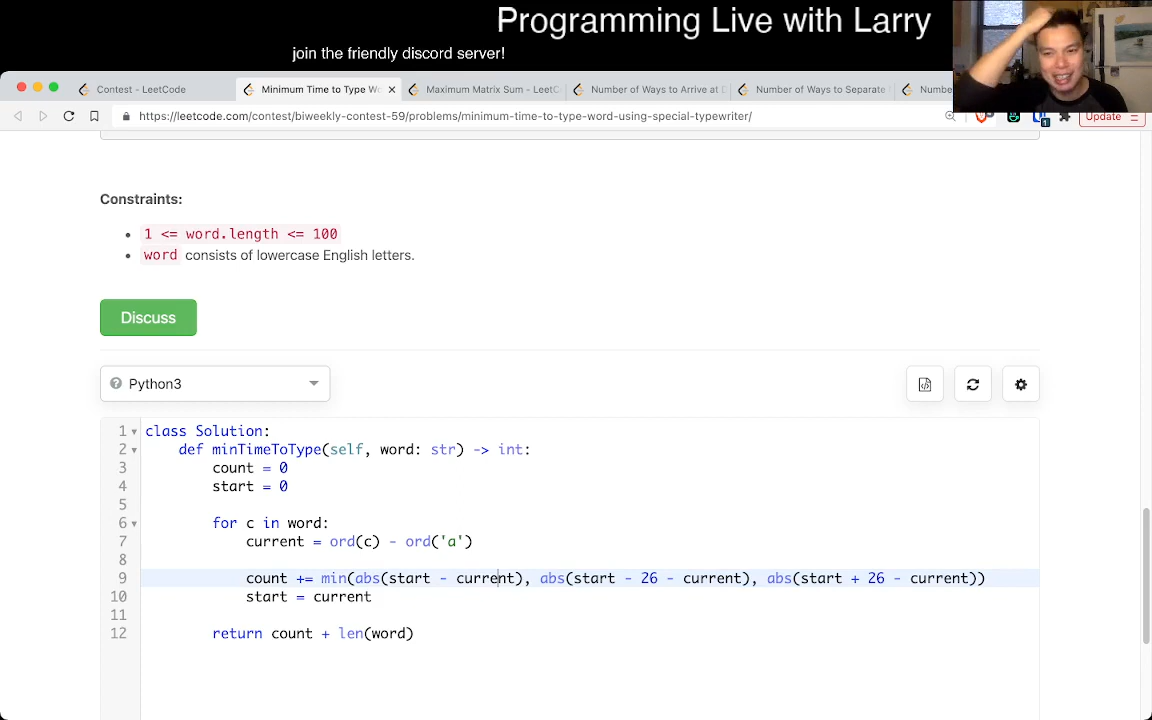 Programming Live with Larry
join the friendly discord server!
Contest - LeetCode
Minimum Time to Type Wo
Maximum Matrix Sum - LeetC
Number of Ways to Arrive at D
Number of Ways to Separate
Numbe
https://leetcode.com/contest/biweekly-contest-59/problems/minimum-time-to-type-word-using-special-typewriter/
1
Update
Constraints:
1 <= word.length <= 100
word consists of lowercase English letters.
Discuss
Python3
1 class Solution:
2 def minTimeToType(self, word: str) -> int:
3 count = 0
4 start = 0
5
6 for c in word:
7 current = ord(c) - ord('a')
8
9 count += min(abs(start - current), abs(start - 26 - current), abs(start + 26 - current))
10 start = current
11
12 return count + len(word)